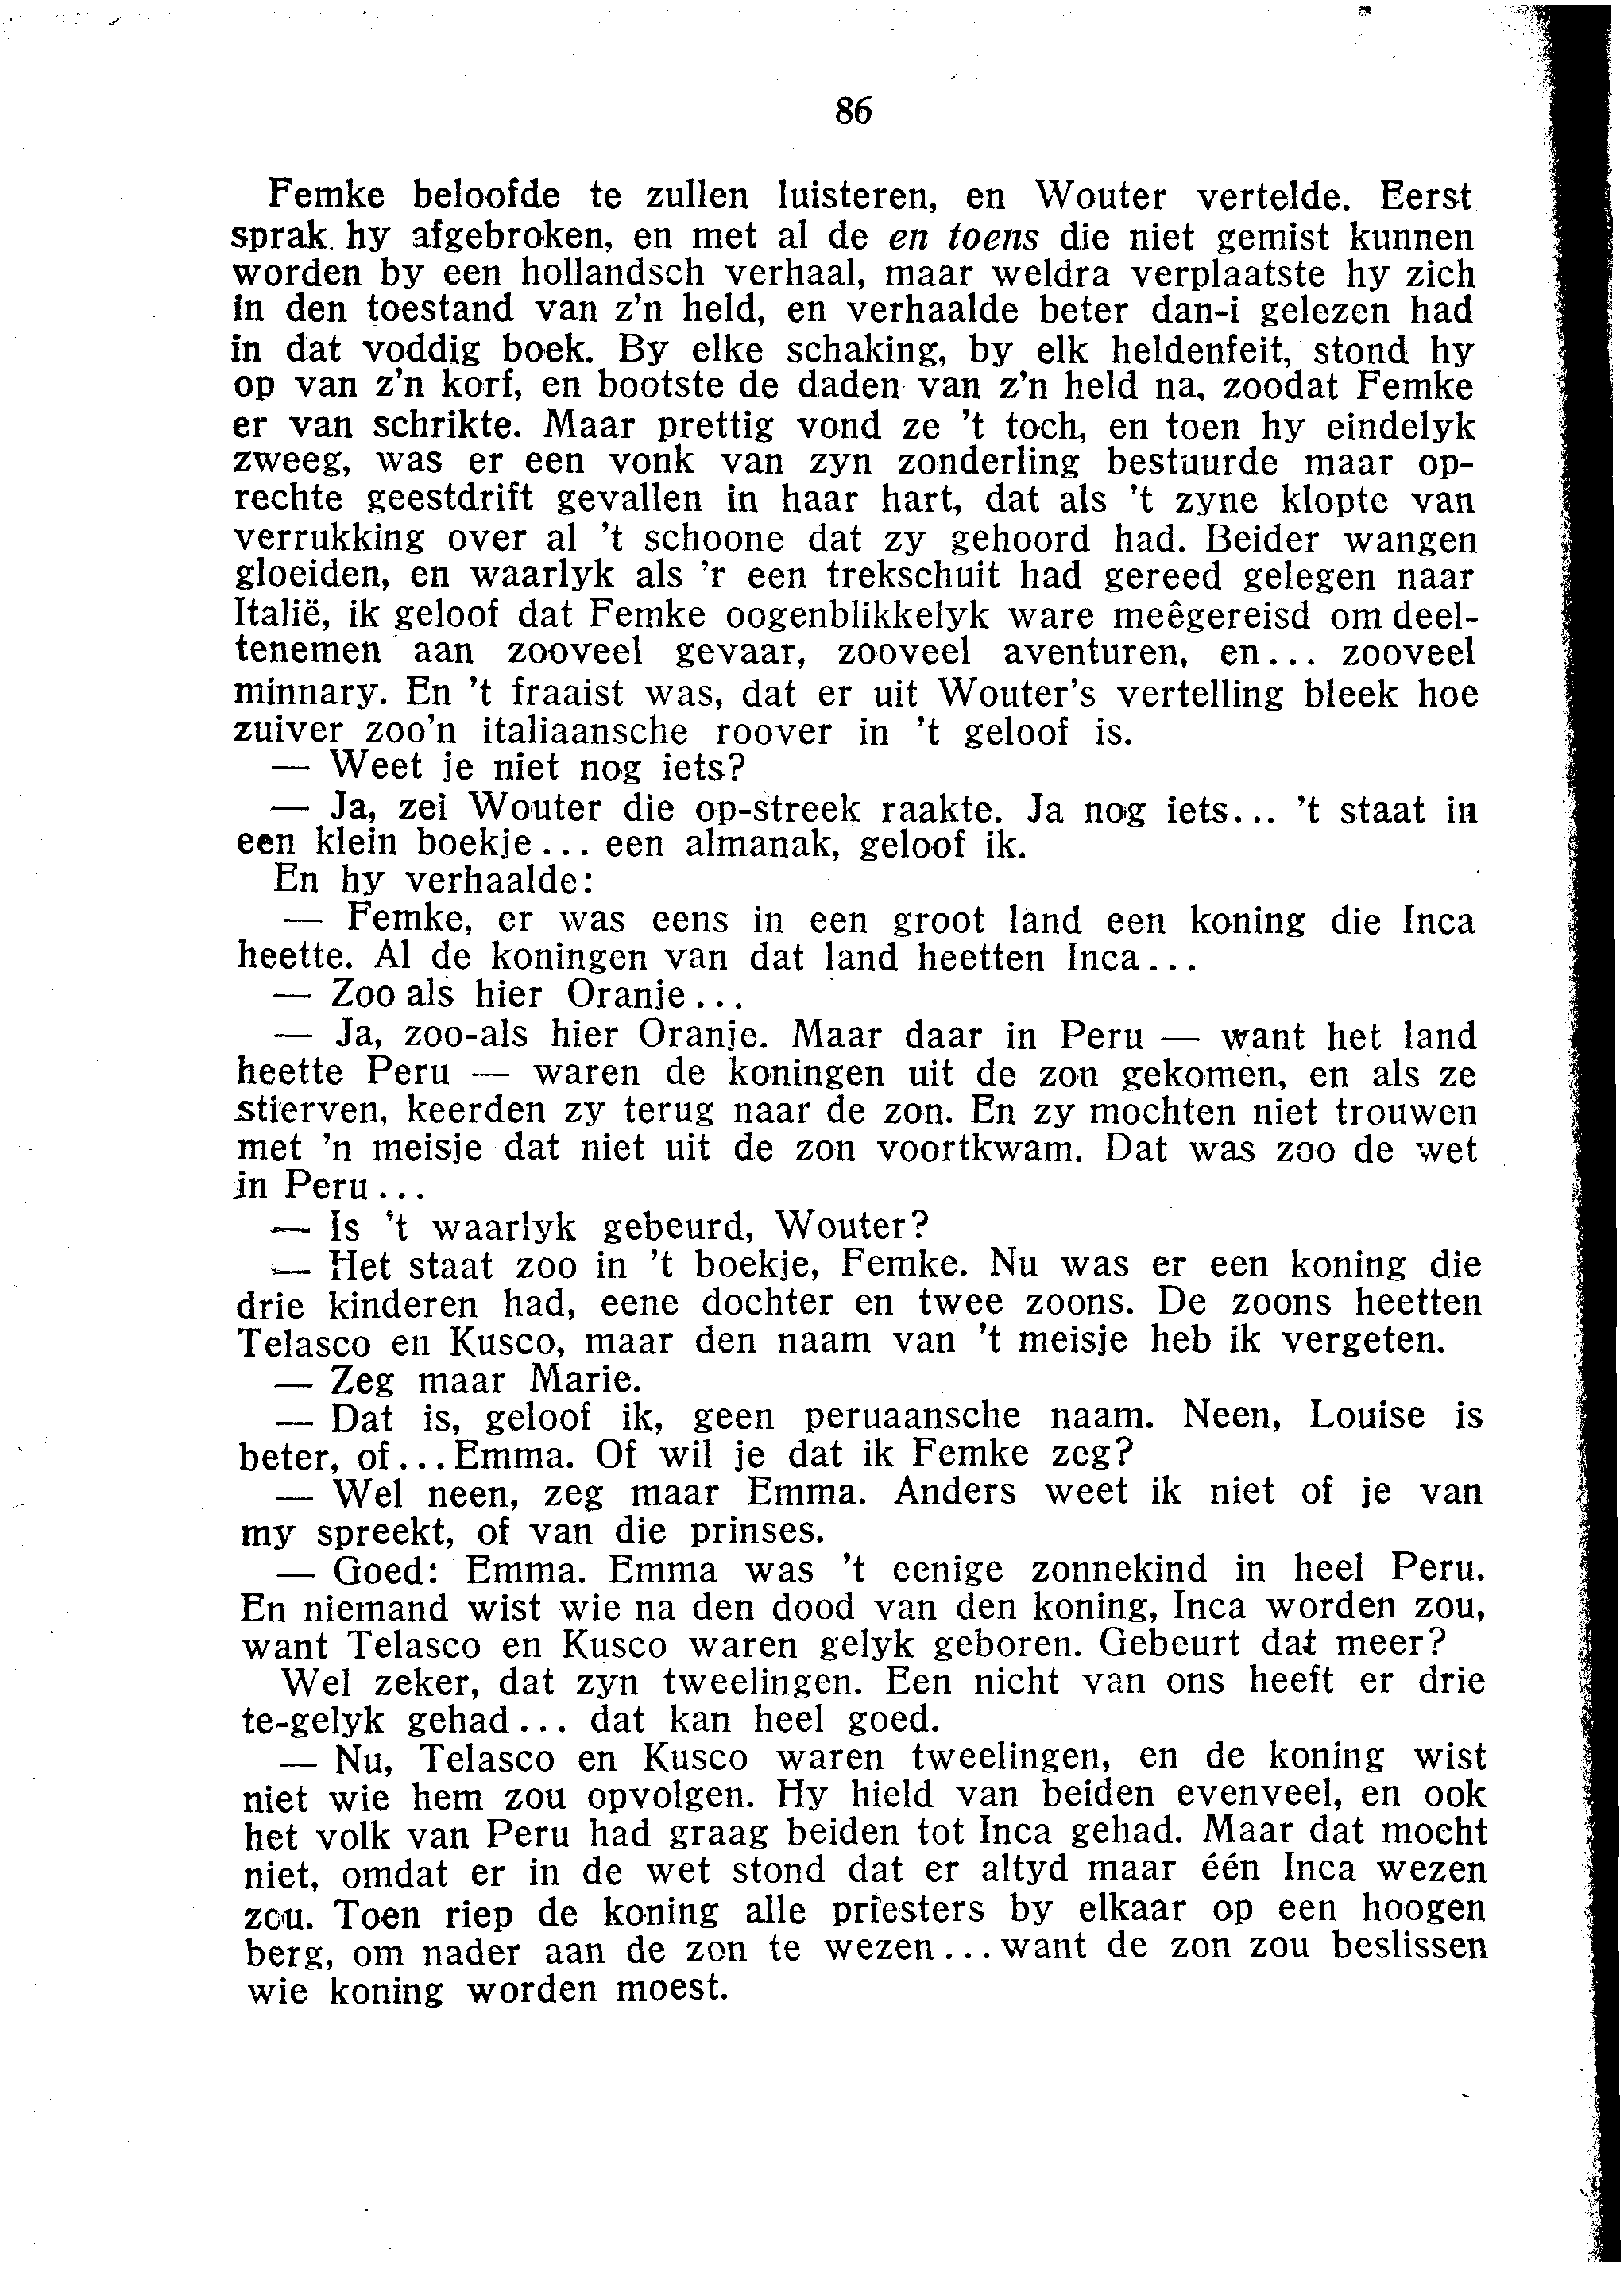 86
Femke beloofde te zullen luisteren, en Wouter vertelde. Eerst
sprak hy afgebroken, en met al de en toens die niet gemist kunnen
worden by een hollandsch verhaal, maar weldra verplaatste hy zich
in den toestand van z'n held, en verhaalde beter dan-i gelezen had
in dat voddig boek. By elke schaking, by elk heldenfeit, stond hy
op van z'n korf, en bootste de daden van z'n held na, zoodat Femke
er van schrikte. Maar prettig vond ze 't toch, en toen hy eindelyk
zweeg, was er een vonk van zyn zonderling bestuurde maar op-
rechte geestdrift gevallen in haar hart, dat als 't zyne klopte van
verrukking over al 't schoone dat zy gehoord had. Beider wangen
gloeiden, en waarlyk als 'r een trekschuit had gereed gelegen naar
Italië, ik geloof dat Femke oogenblikkelyk ware meêgereisd om deel-
tenemen aan zooveel gevaar, zooveel aventuren, en... zooveel
minnary. En 't fraaist was, dat er uit Wouter's vertelling bleek hoe
zuiver zoo'n italiaansche roover in 't geloof is.
— Weet je niet nog iets?
— Ja, zei Wouter die op-streek raakte. Ja nog iets... 't staat in
een klein boekje... een almanak, geloof ik.
En hy verhaalde:
— Femke, er was eens in een groot land een koning die Inca
heette. Al de koningen van dat land heetten Inca...
— Zoo als hier Oranje...
— Ja, zoo-als hier Oranje. Maar daar in Peru — want het land
heette Peru — waren de koningen uit de zon gekomen, en als ze
stierven, keerden zy terug naar de zon. En zy mochten niet trouwen
met 'n meisje dat niet uit de zon voortkwam. Dat was zoo de wet
in Peru...
— Is 't waarlyk gebeurd, Wouter?
— Het staat zoo in 't boekje, Femke. Nu was er een koning die
drie kinderen had, eene dochter en twee zoons. De zoons heetten
Telasco en Kusco, maar den naam van 't meisje heb ik vergeten.
— Zeg maar Marie.
— Dat is, geloof ik, geen peruaansche naam. Neen, Louise is
beter, of... Emma. Of wil je dat ik Femke zeg?
— Wel neen, zeg maar Emma. Anders weet ik niet of je van
my spreekt, of van die prinses.
— Goed: Emma. Emma was 't eenige zonnekind in heel Peru.
En niemand wist wie na den dood van den koning, Inca worden zou,
want Telasco en Kusco waren gelyk geboren. Gebeurt dat meer?
Wel zeker, dat zyn tweelingen. Een nicht van ons heeft er drie
te-gelyk gehad... dat kan heel goed.
— Nu, Telasco en Kusco waren tweelingen, en de koning wist
niet wie hem zou opvolgen. Hy hield van beiden evenveel, en ook
het volk van Peru had graag beiden tot Inca gehad. Maar dat mocht
niet, omdat er in de wet stond dat er altyd maar één Inca wezen
zou. Toen riep de koning alle priesters by elkaar op een hoogen
berg, om nader aan de zon te wezen... want de zon zou beslissen
wie koning worden moest.